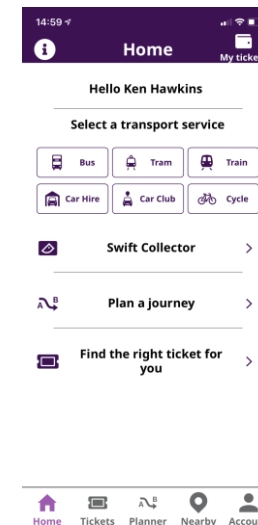 14:59
i Home
My ticke
Hello Ken Hawkins
Select a transport service
Bus Tram Train
Car Hire Car Club Cycle
Swift Collector
A B Plan a journey
Find the right ticket for
you
A B
Home Tickets Planner Nearby Accou